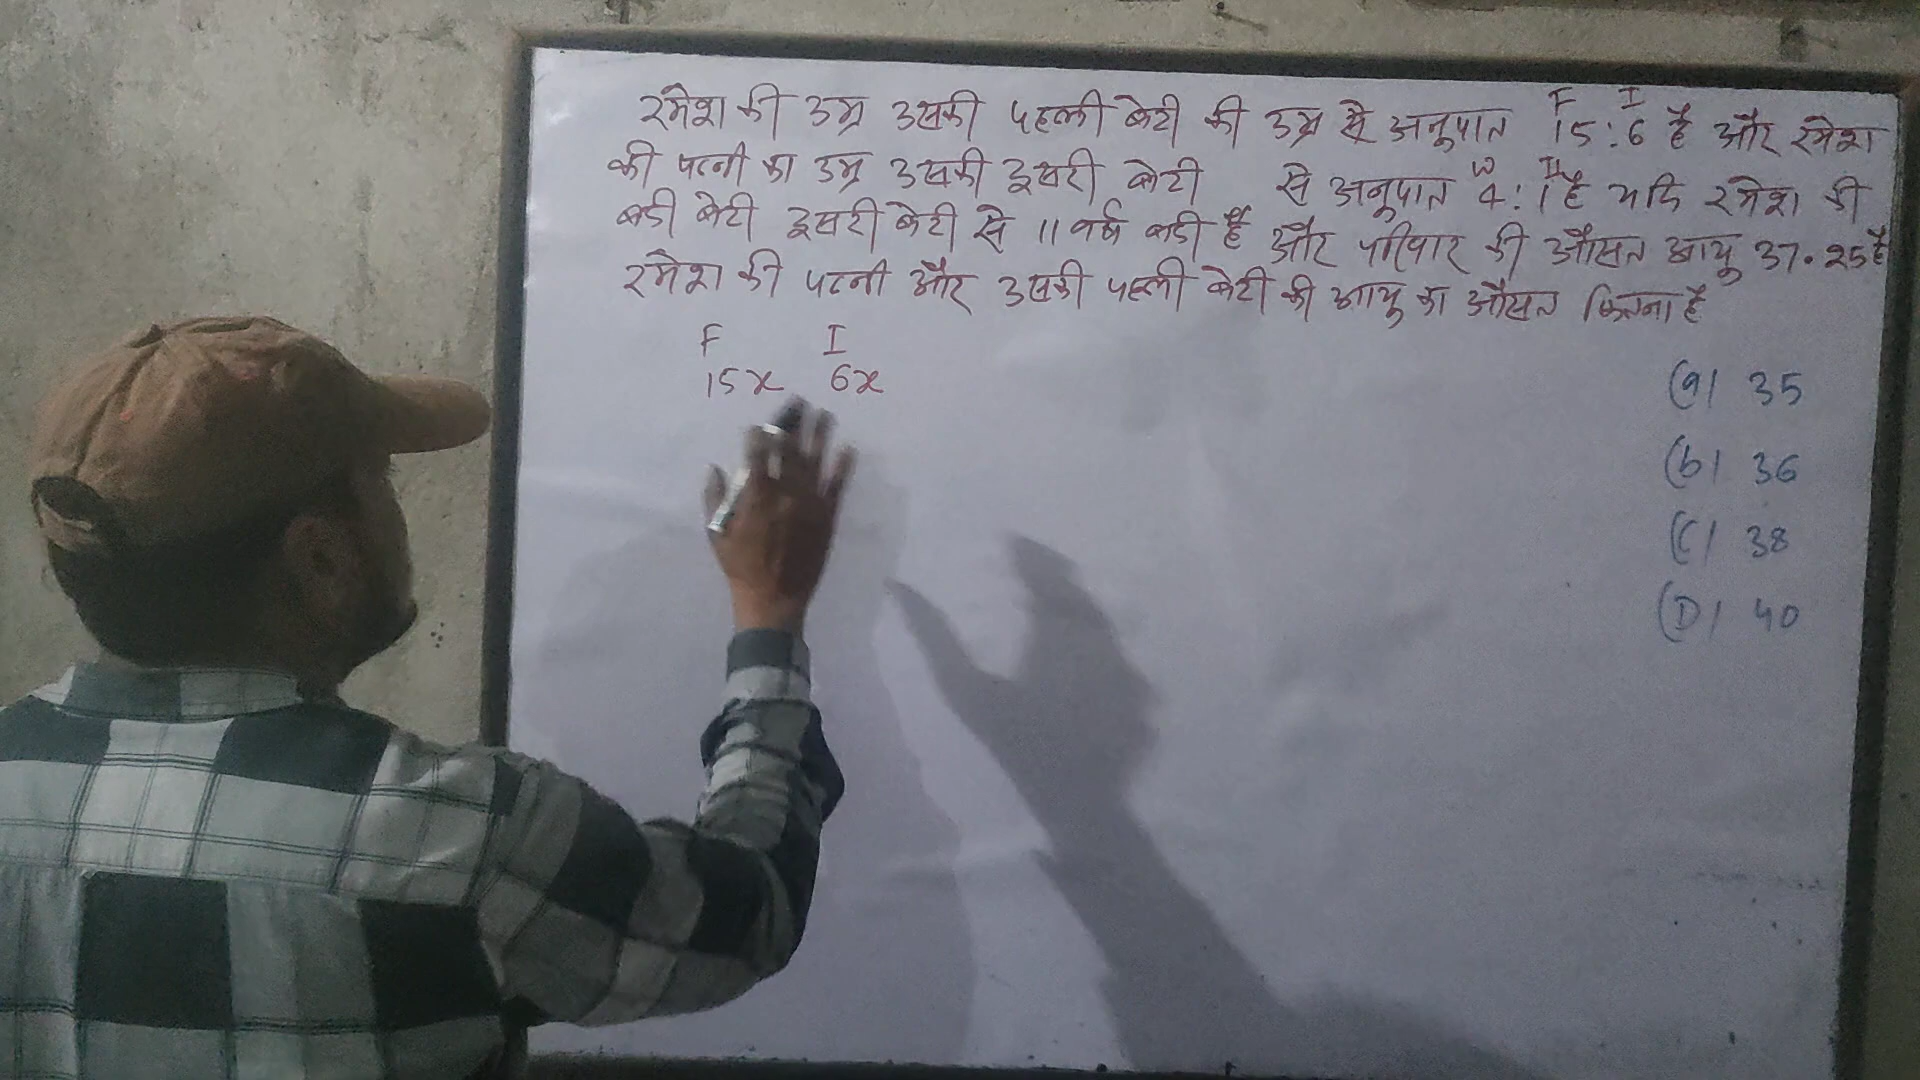 F I
रमेश की उम्र उसकी पहली बेटी की उम्र से अनुपात 15:6 है और रमेश
W II
की पत्नी का उम्र उसकी दुसरी बेटी से अनुपात 4:1 है यदि रमेश की
बडी बेटी दुसरी बेटी से 11 वर्ष बडी है और परिवार की औसत आयु 37.25 है
रमेश की पत्नी और उसकी पहली बेटी की आयु का औसत कितना है
F I
15x 6x
(a) 35
(b) 36
(C) 38
(D) 40